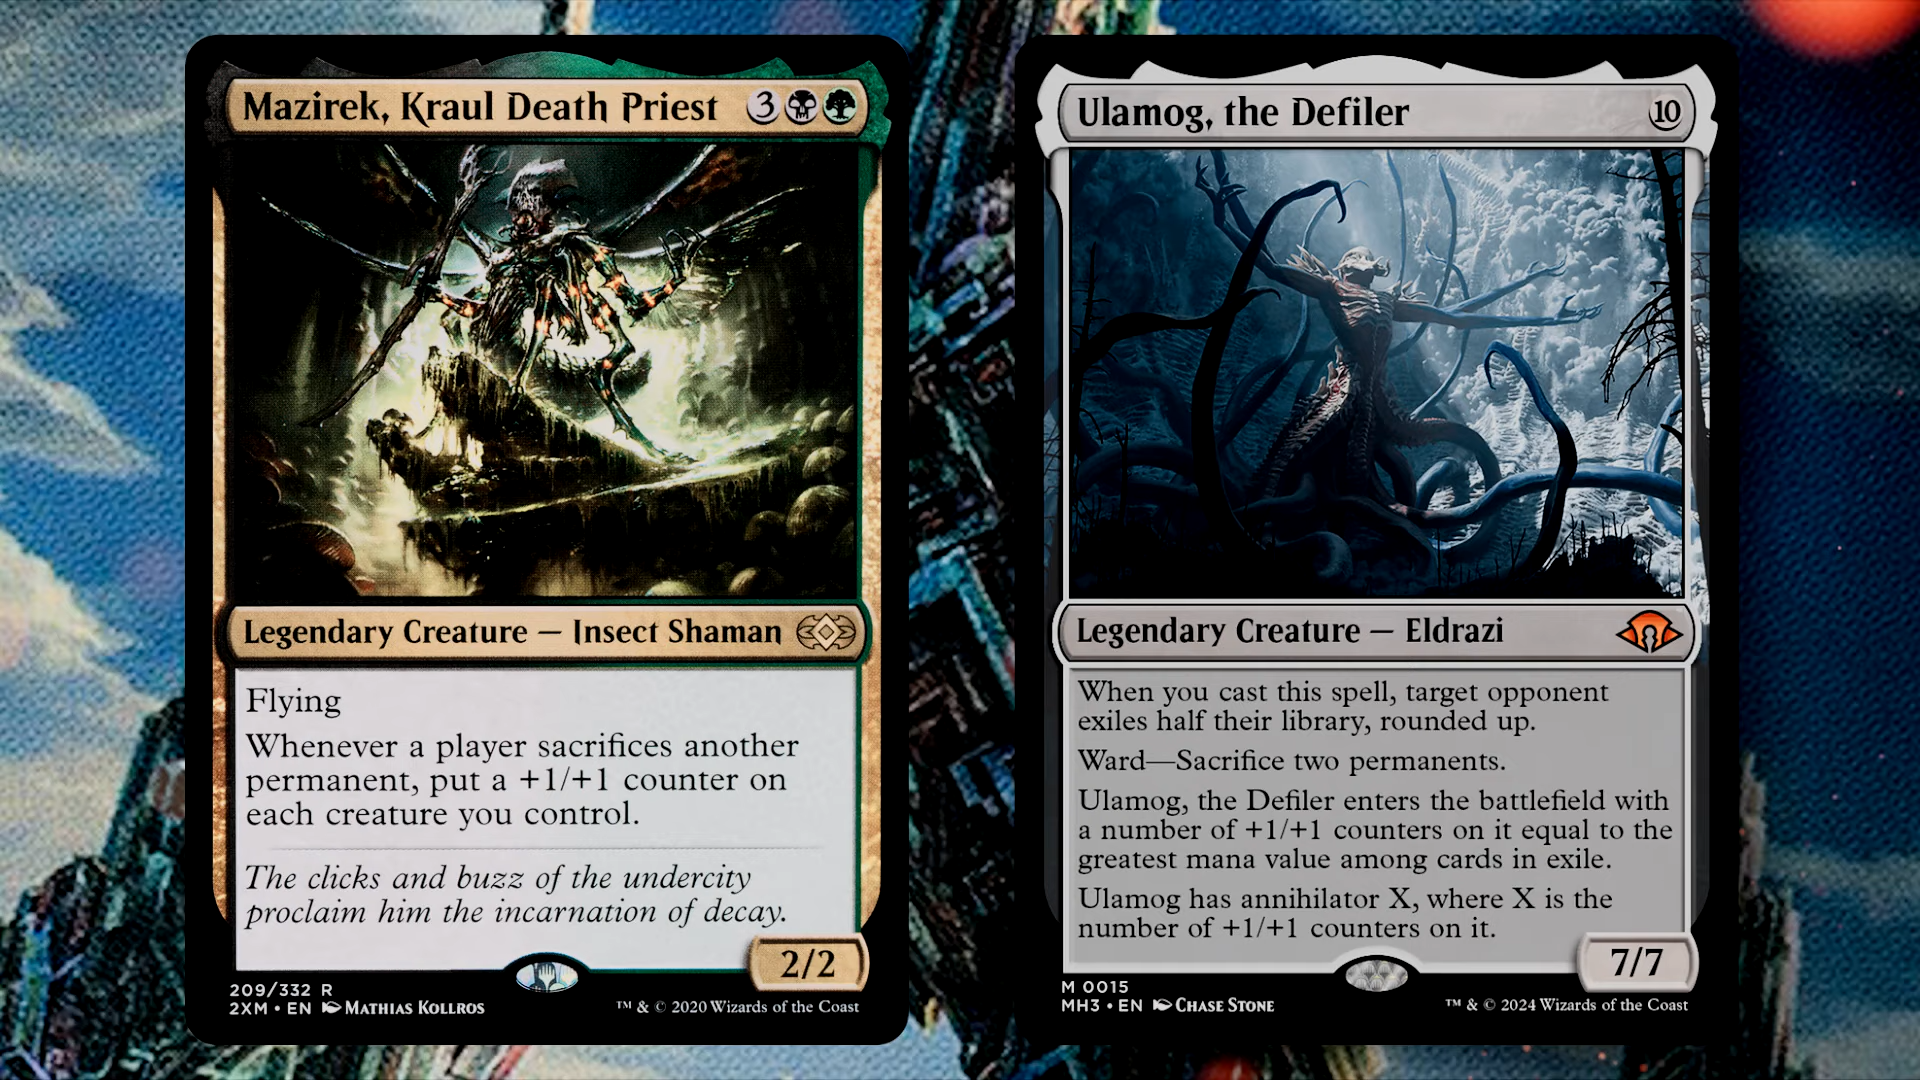 Mazirek, Kraul Death Priest 3
Legendary Creature — Insect Shaman
Flying
Whenever a player sacrifices another
permanent, put a +1/+1 counter on
each creature you control.
The clicks and buzz of the undercity
proclaim him the incarnation of decay.
2/2
209/332 R
2XM • EN Mathias Kollros
™ & © 2020 Wizards of the Coast
Ulamog, the Defiler 10
Legendary Creature — Eldrazi
When you cast this spell, target opponent
exiles half their library, rounded up.
Ward—Sacrifice two permanents.
Ulamog, the Defiler enters the battlefield with
a number of +1/+1 counters on it equal to the
greatest mana value among cards in exile.
Ulamog has annihilator X, where X is the
number of +1/+1 counters on it.
7/7
M 0015
MH3 • EN Chase Stone
™ & © 2024 Wizards of the Coast